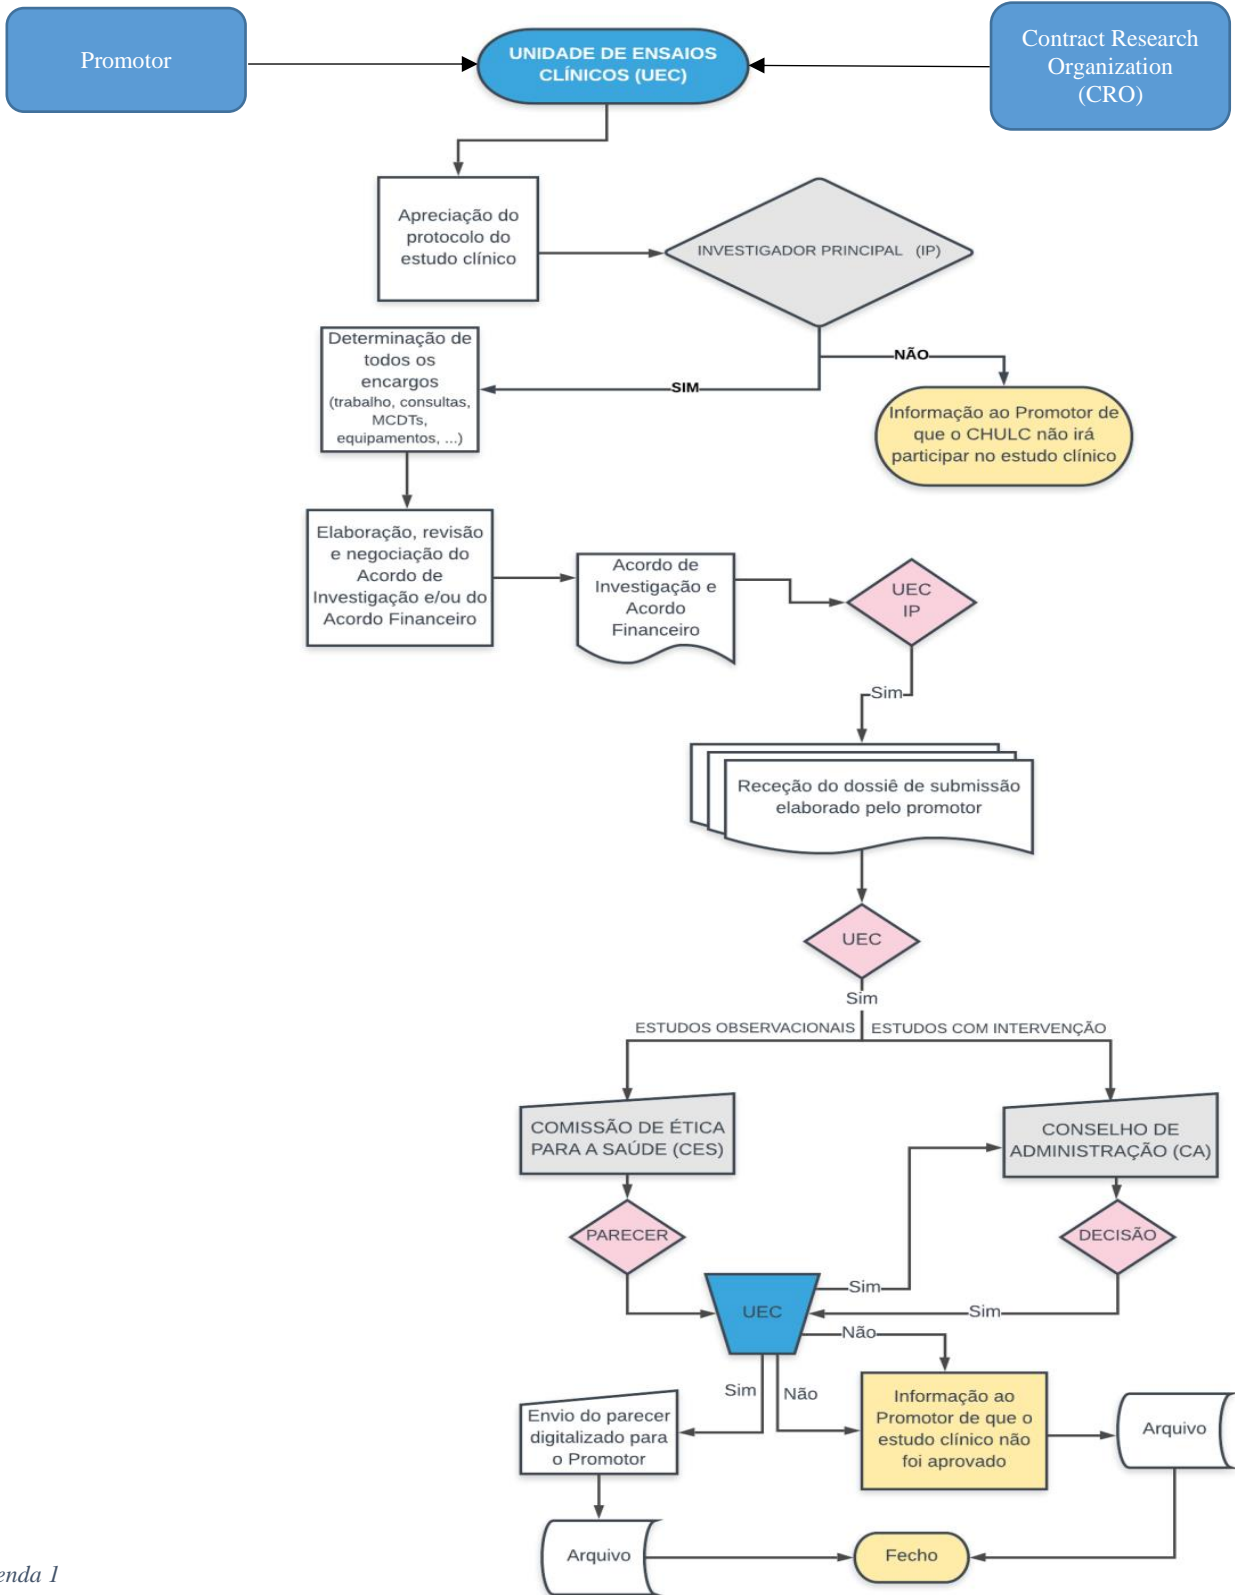 Promotor
UNIDADE DE ENSAIOS
CLÍNICOS (UEC)
Contract Research
Organization
(CRO)
Apreciação do
protocolo do
estudo clínico
INVESTIGADOR PRINCIPAL (IP)
Determinação de
todos os
encargos
(trabalho, consultas,
MCDTs,
equipamentos, ...)
SIM
NÃO
Informação ao Promotor de
que o CHULC não irá
participar no estudo clínico
Elaboração, revisão
e negociação do
Acordo de
Investigação e/ou do
Acordo Financeiro
Acordo de
Investigação e
Acordo
Financeiro
UEC
IP
Sim
Receção do dossiê de submissão
elaborado pelo promotor
UEC
Sim
ESTUDOS OBSERVACIONAIS
ESTUDOS COM INTERVENÇÃO
COMISSÃO DE ÉTICA
PARA A SAÚDE (CES)
CONSELHO DE
ADMINISTRAÇÃO (CA)
PARECER
DECISÃO
UEC
Sim
Sim
Não
Sim
Não
Envio do parecer
digitalizado para
o Promotor
Informação ao
Promotor de que o
estudo clínico não
foi aprovado
Arquivo
Arquivo
Fecho
enda 1